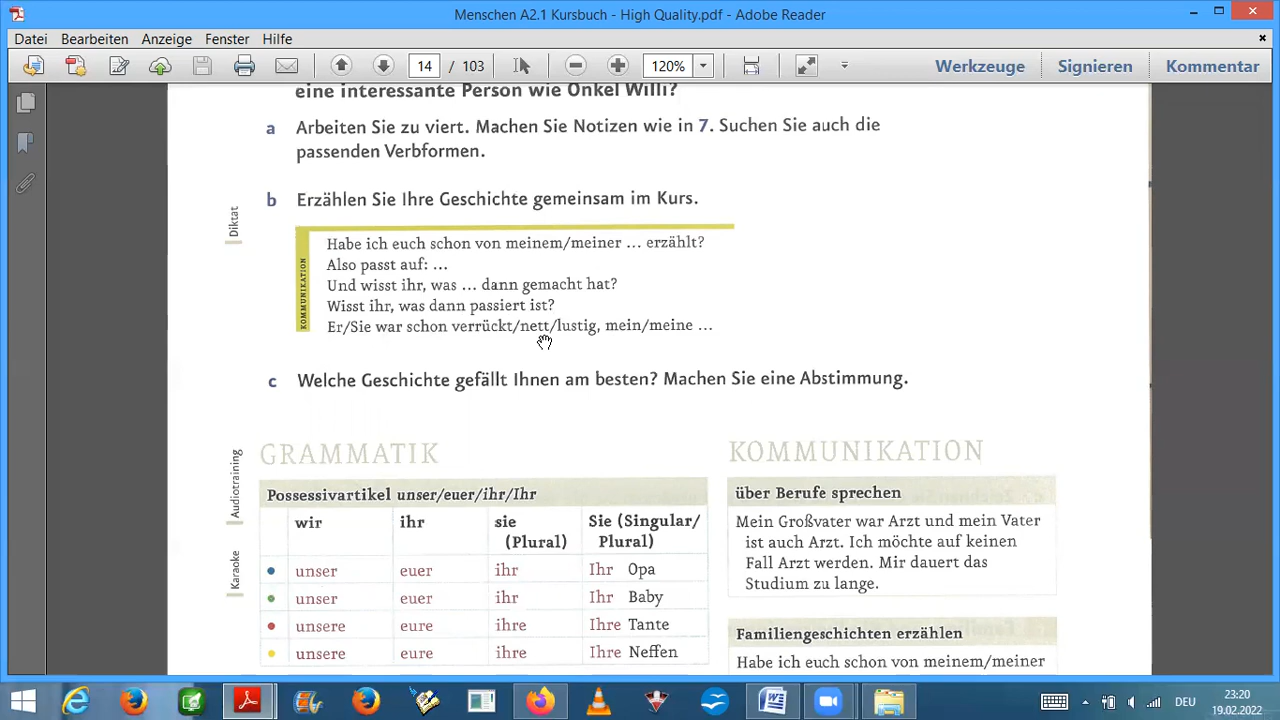 Menschen A2.1 Kursbuch - High Quality.pdf - Adobe Reader
Datei Bearbeiten Anzeige Fenster Hilfe
14 / 103 120% Werkzeuge Signieren Kommentar
eine interessante Person wie Onkel Willi?
a Arbeiten Sie zu viert. Machen Sie Notizen wie in 7. Suchen Sie auch die
passenden Verbformen.
b Erzählen Sie Ihre Geschichte gemeinsam im Kurs.
Diktat
KOMMUNIKATION
Habe ich euch schon von meinem/meiner … erzählt?
Also passt auf: …
Und wisst ihr, was … dann gemacht hat?
Wisst ihr, was dann passiert ist?
Er/Sie war schon verrückt/nett/lustig, mein/meine …
c Welche Geschichte gefällt Ihnen am besten? Machen Sie eine Abstimmung.
Audiotraining
Karaoke
GRAMMATIK
Possessivartikel unser/euer/ihr/Ihr
wir ihr sie Sie (Singular/
(Plural) Plural)
unser euer ihr Ihr Opa
unser euer ihr Ihr Baby
unsere eure ihre Ihre Tante
unsere eure ihre Ihre Neffen
KOMMUNIKATION
über Berufe sprechen
Mein Großvater war Arzt und mein Vater
ist auch Arzt. Ich möchte auf keinen
Fall Arzt werden. Mir dauert das
Studium zu lange.
Familiengeschichten erzählen
Habe ich euch schon von meinem/meiner
DEU
23:20
19.02.2022